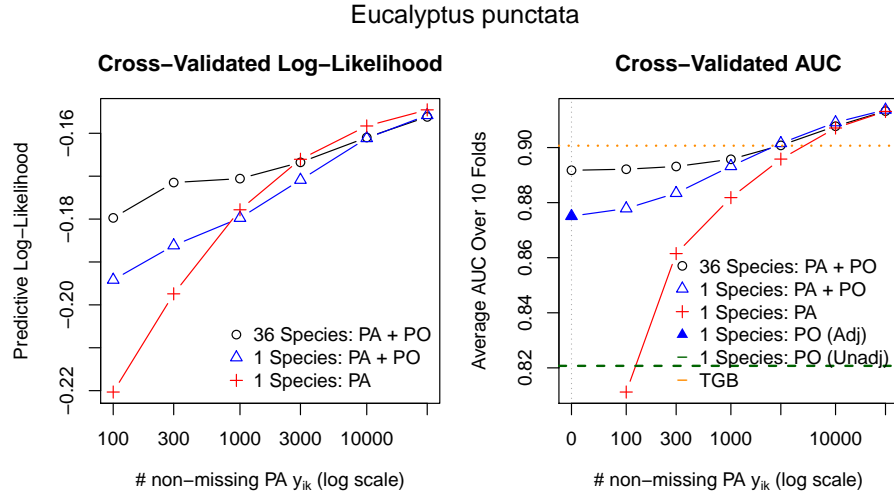 Eucalyptus punctata
Cross−Validated Log−Likelihood
Predictive Log−Likelihood
−0.16
−0.18
−0.20
−0.22
36 Species: PA + PO
1 Species: PA + PO
1 Species: PA
100 300 1000 3000 10000
# non−missing PA yik (log scale)
Cross−Validated AUC
Average AUC Over 10 Folds
0.90
0.88
0.86
0.84
0.82
36 Species: PA + PO
1 Species: PA + PO
1 Species: PA
1 Species: PO (Adj)
1 Species: PO (Unadj)
TGB
0 100 300 1000 10000
# non−missing PA yik (log scale)